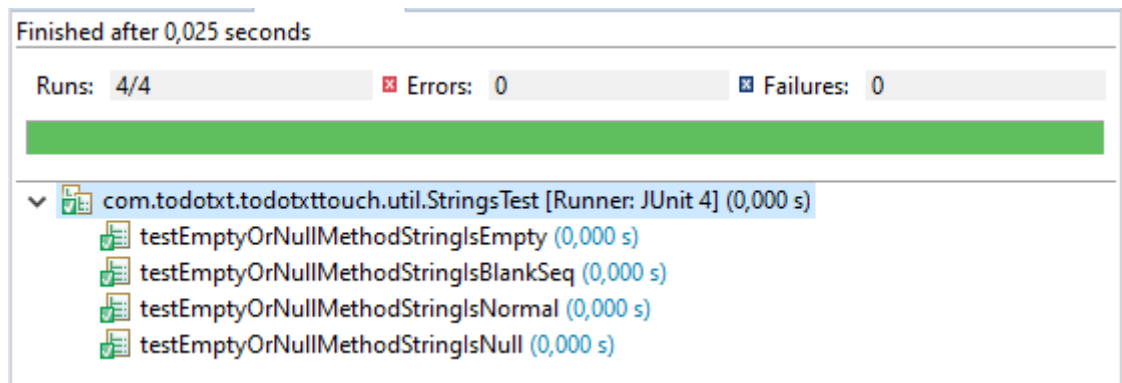 Finished after 0,025 seconds
Runs: 4/4 Errors: 0 Failures: 0
com.todotxt.todotxttouch.util.StringsTest [Runner: JUnit 4] (0,000 s)
testEmptyOrNullMethodStringIsEmpty (0,000 s)
testEmptyOrNullMethodStringIsBlankSeq (0,000 s)
testEmptyOrNullMethodStringIsNormal (0,000 s)
testEmptyOrNullMethodStringIsNull (0,000 s)